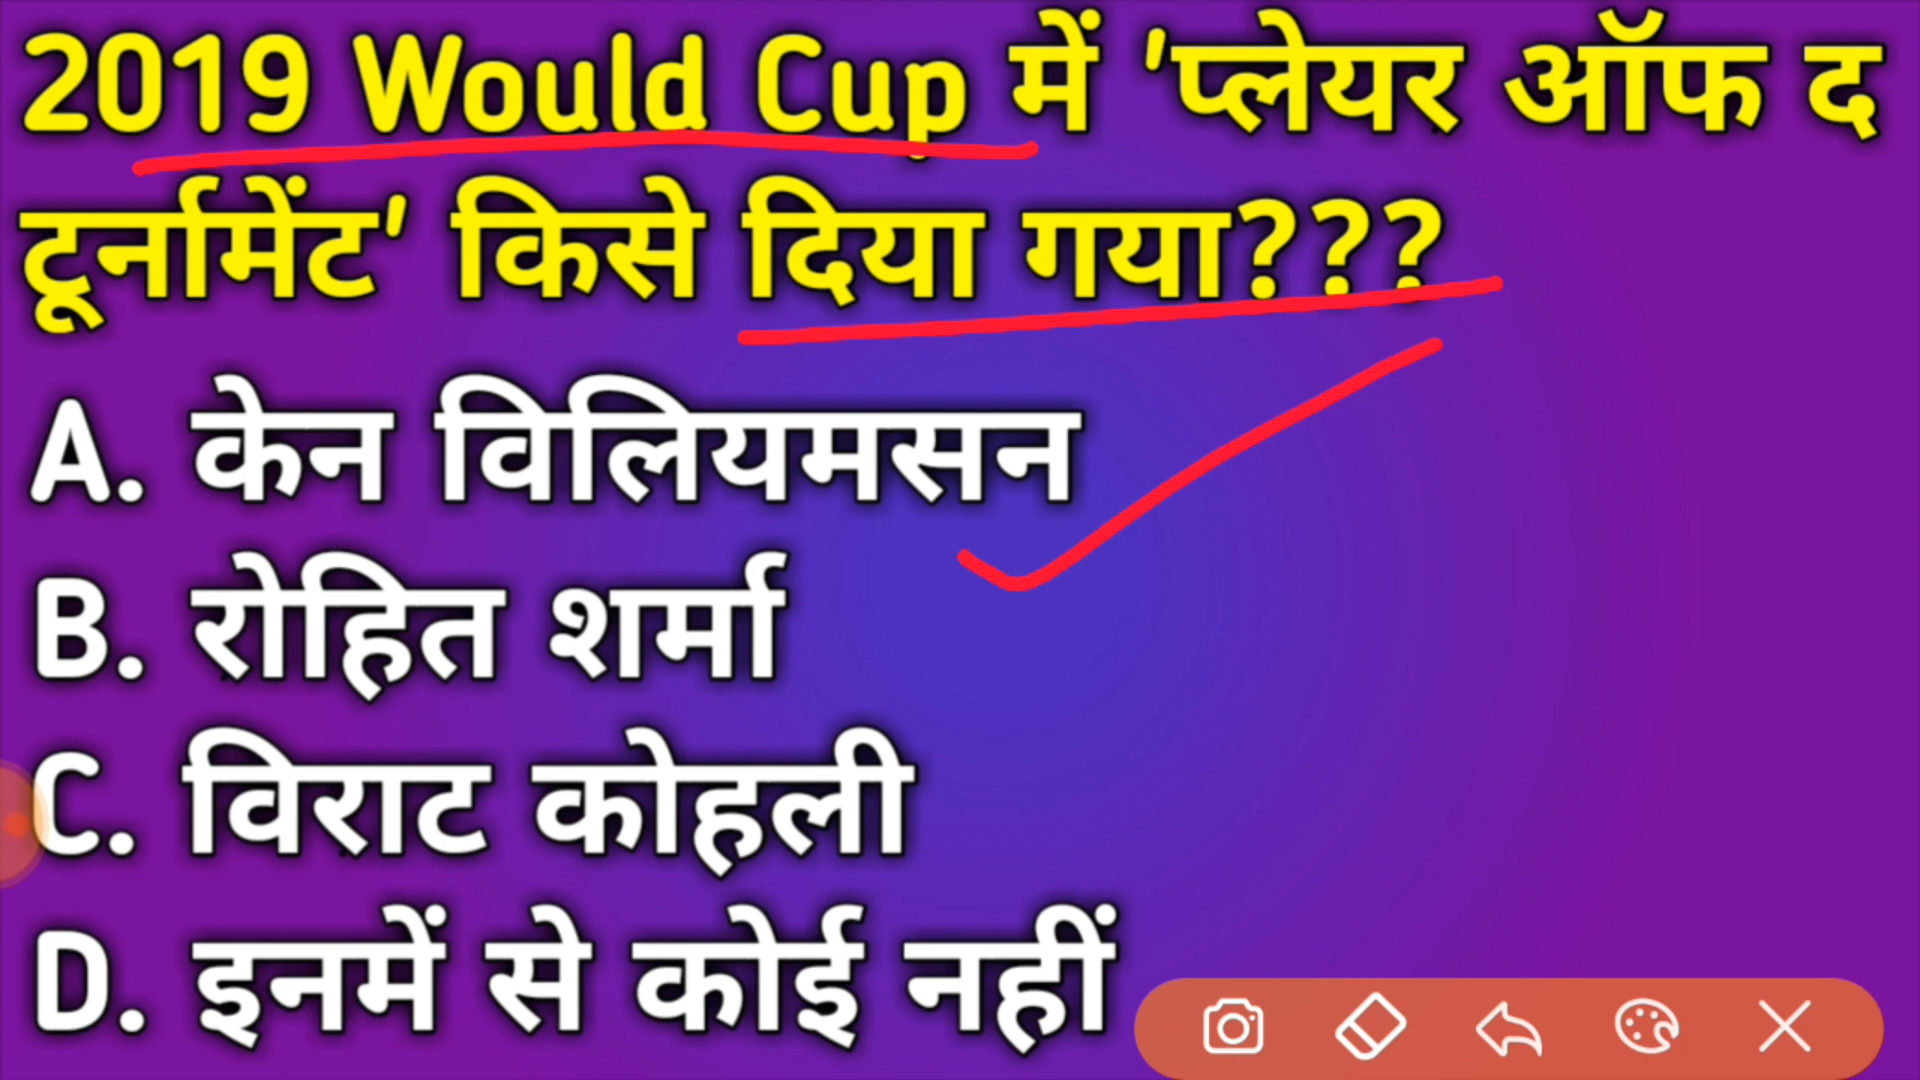 2019 Would Cup में 'प्लेयर ऑफ द
टूर्नामेंट' किसे दिया गया???
A. केन विलियमसन
B. रोहित शर्मा
C. विराट कोहली
D. इनमें से कोई नहीं